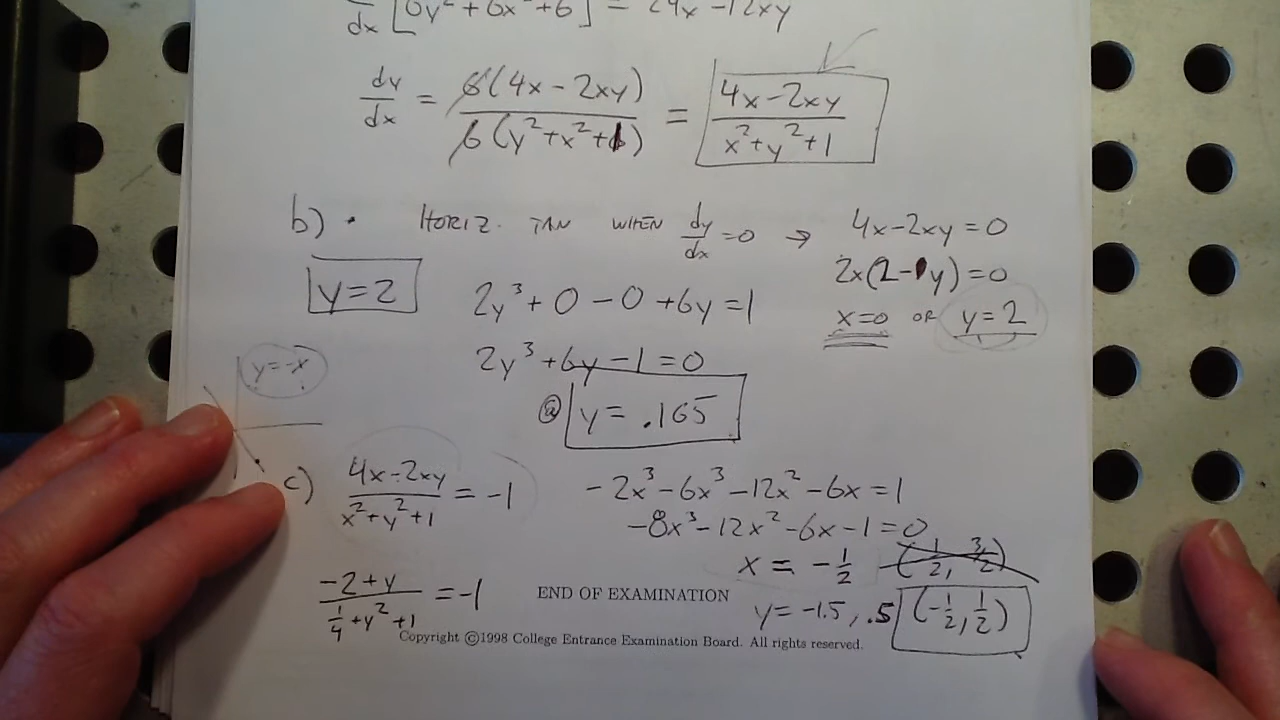 d/dx [6y² + 6x² + 6] = 24x - 12xy
dy/dx = 6(4x - 2xy) / 6(y² + x² + 1) = (4x - 2xy) / (x² + y² + 1)
b) • HORIZ. TAN WHEN dy/dx = 0 → 4x - 2xy = 0
2x(2 - y) = 0
x = 0 OR y = 2
y = 2
2y³ + 0 - 0 + 6y = 1
2y³ + 6y - 1 = 0
@ y = .165
y = -x
c) (4x - 2xy) / (x² + y² + 1) = -1
-2x³ - 6x³ - 12x² - 6x = 1
-8x³ - 12x² - 6x - 1 = 0
x = -1/2
(-2 + y) / (1/4 + y² + 1) = -1
y = -1.5, .5 (-1/2, 1/2)
END OF EXAMINATION
Copyright ©1998 College Entrance Examination Board. All rights reserved.